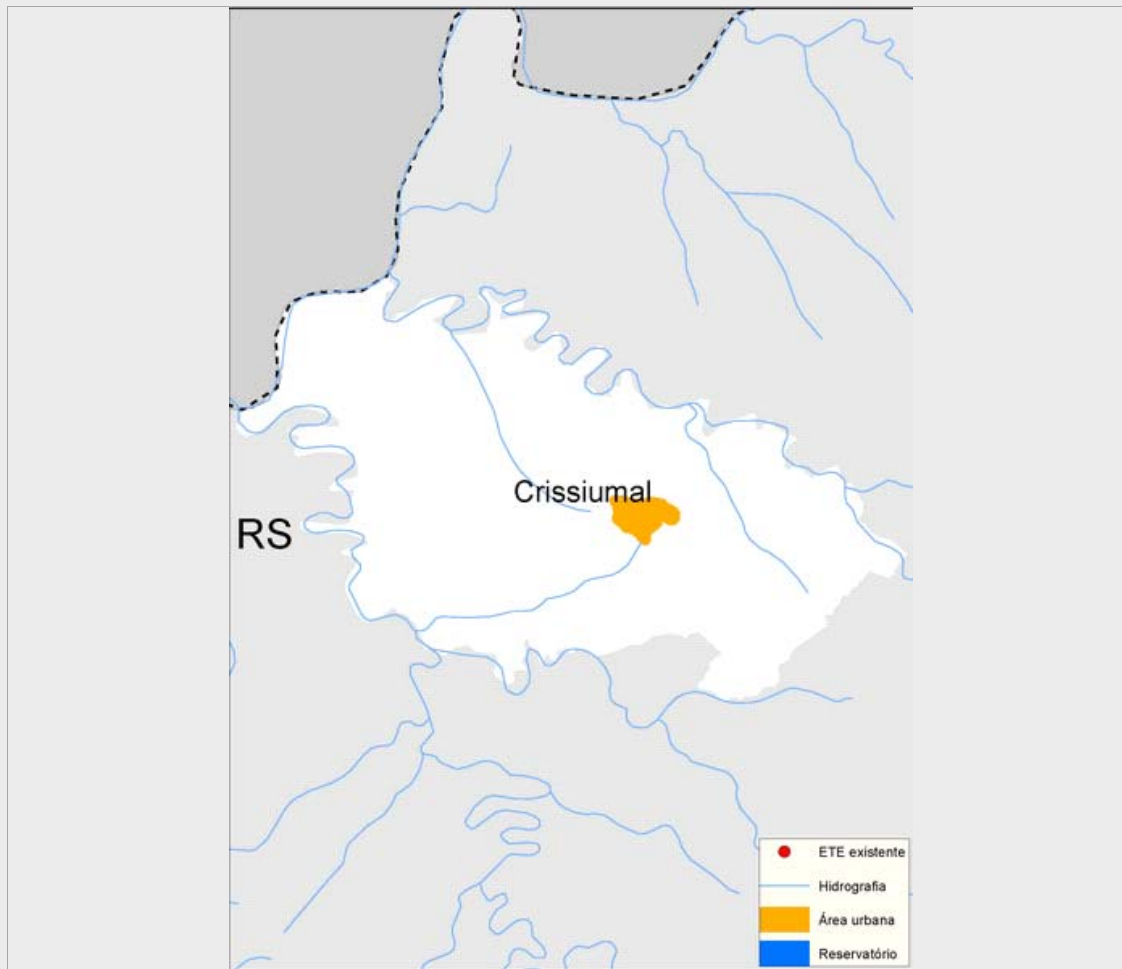 Crissiumal
RS
ETE existente
Hidrografia
Área urbana
Reservatório